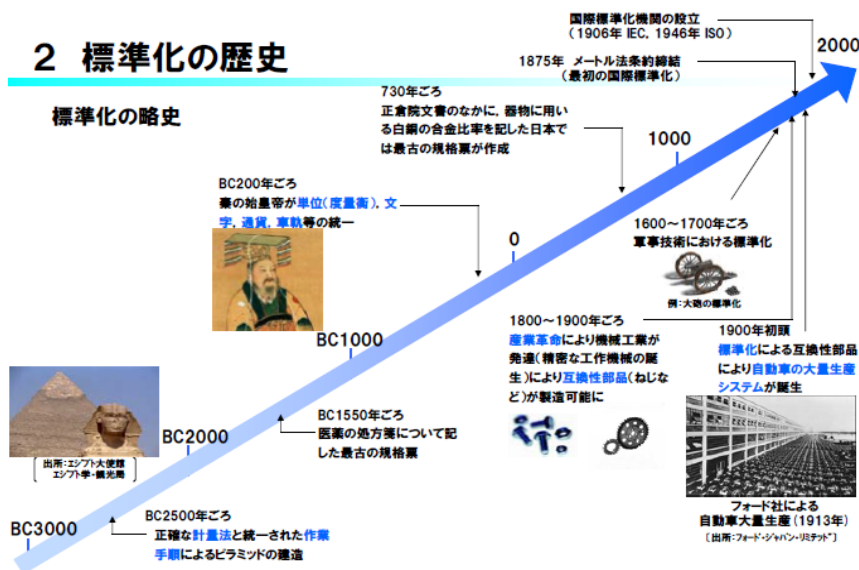 2 標準化の歴史
標準化の略史
国際標準化機関の設立
(1906年 IEC, 1946年 ISO)
2000
1875年 メートル法条約締結
(最初の国際標準化)
730年ごろ
正倉院文書のなかに, 器物に用い
る白銅の合金比率を記した日本で
は最古の規格票が作成
1000
BC200年ごろ
秦の始皇帝が単位(度量衡), 文
字, 通貨, 車軌等の統一
0
1600~1700年ごろ
軍事技術における標準化
例:大砲の標準化
1800~1900年ごろ
産業革命により機械工業が
発達(精密な工作機械の誕
生)により互換性部品(ねじな
ど)が製造可能に
1900年初頭
標準化による互換性部品
により自動車の大量生産
システムが誕生
BC1000
BC1550年ごろ
医薬の処方箋について記
した最古の規格票
BC2000
出所:エジプト大使館
エジプト学・観光局
フォード社による
自動車大量生産(1913年)
[出所:フォード・ジャパン・リミテッド]
BC3000
BC2500年ごろ
正確な計量法と統一された作業
手順によるピラミッドの建造